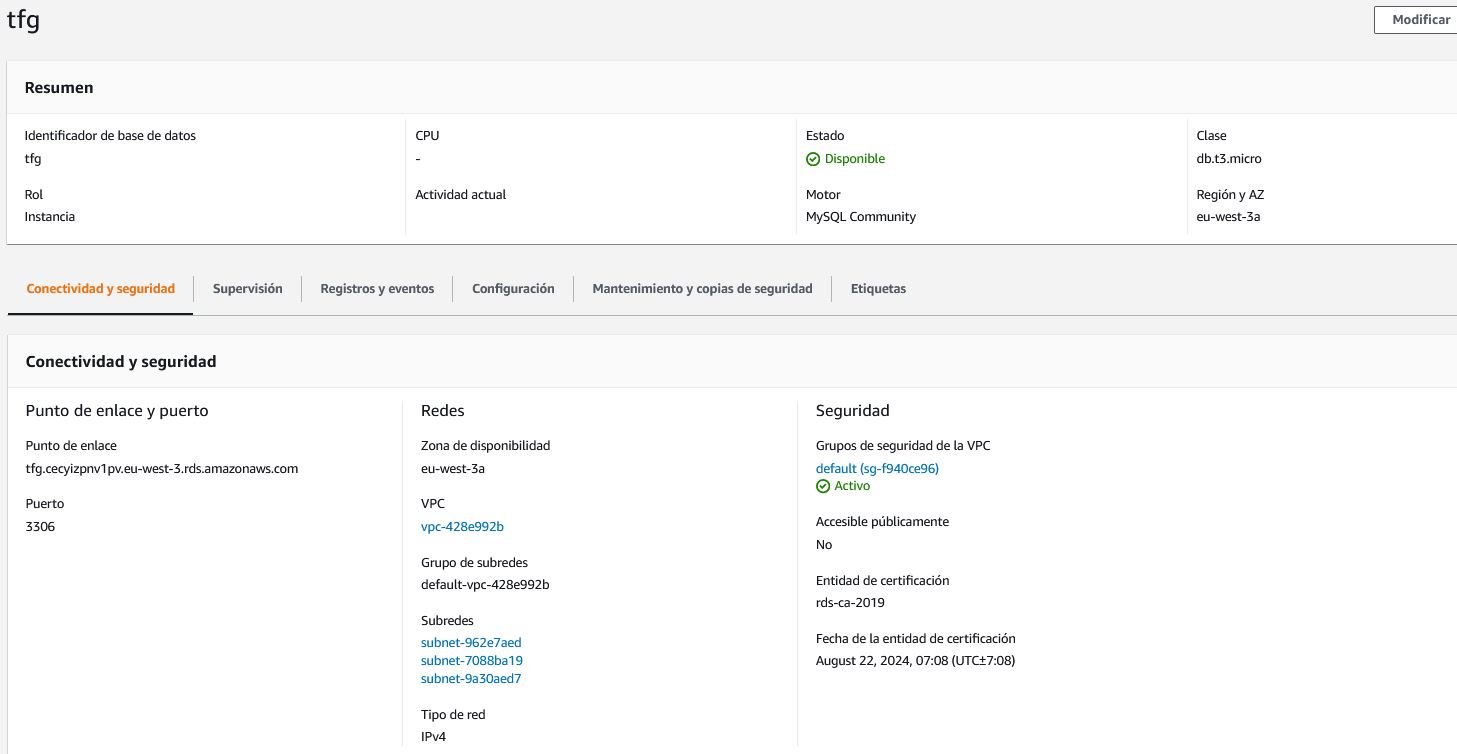 tfg
Modificar
Resumen
Identificador de base de datos
tfg
CPU
-
Estado
Disponible
Clase
db.t3.micro
Rol
Instancia
Actividad actual
Motor
MySQL Community
Región y AZ
eu-west-3a
Conectividad y seguridad
Supervisión
Registros y eventos
Configuración
Mantenimiento y copias de seguridad
Etiquetas
Conectividad y seguridad
Punto de enlace y puerto
Punto de enlace
tfg.cecyizpnv1pv.eu-west-3.rds.amazonaws.com
Puerto
3306
Redes
Zona de disponibilidad
eu-west-3a
VPC
vpc-428e992b
Grupo de subredes
default-vpc-428e992b
Subredes
subnet-962e7aed
subnet-7088ba19
subnet-9a30aed7
Tipo de red
IPv4
Seguridad
Grupos de seguridad de la VPC
default (sg-f940ce96)
Activo
Accesible públicamente
No
Entidad de certificación
rds-ca-2019
Fecha de la entidad de certificación
August 22, 2024, 07:08 (UTC±7:08)